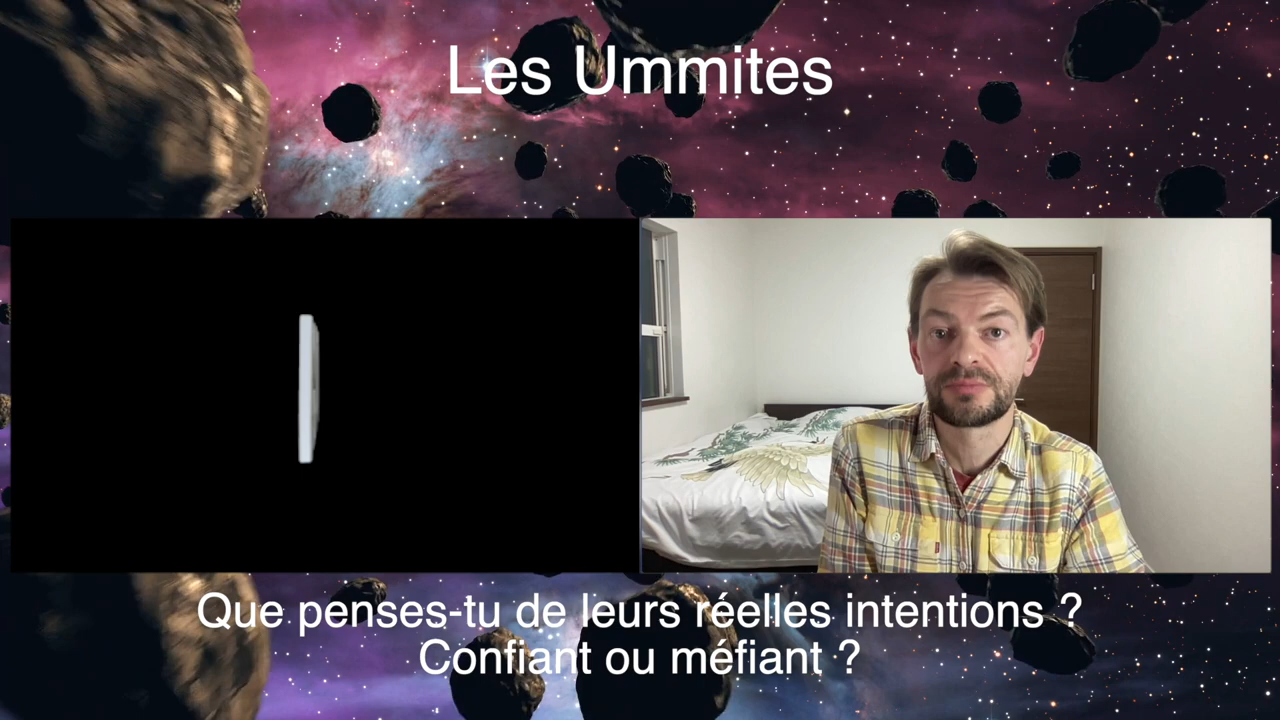 Les Ummites
Que penses-tu de leurs réelles intentions ?
Confiant ou méfiant ?